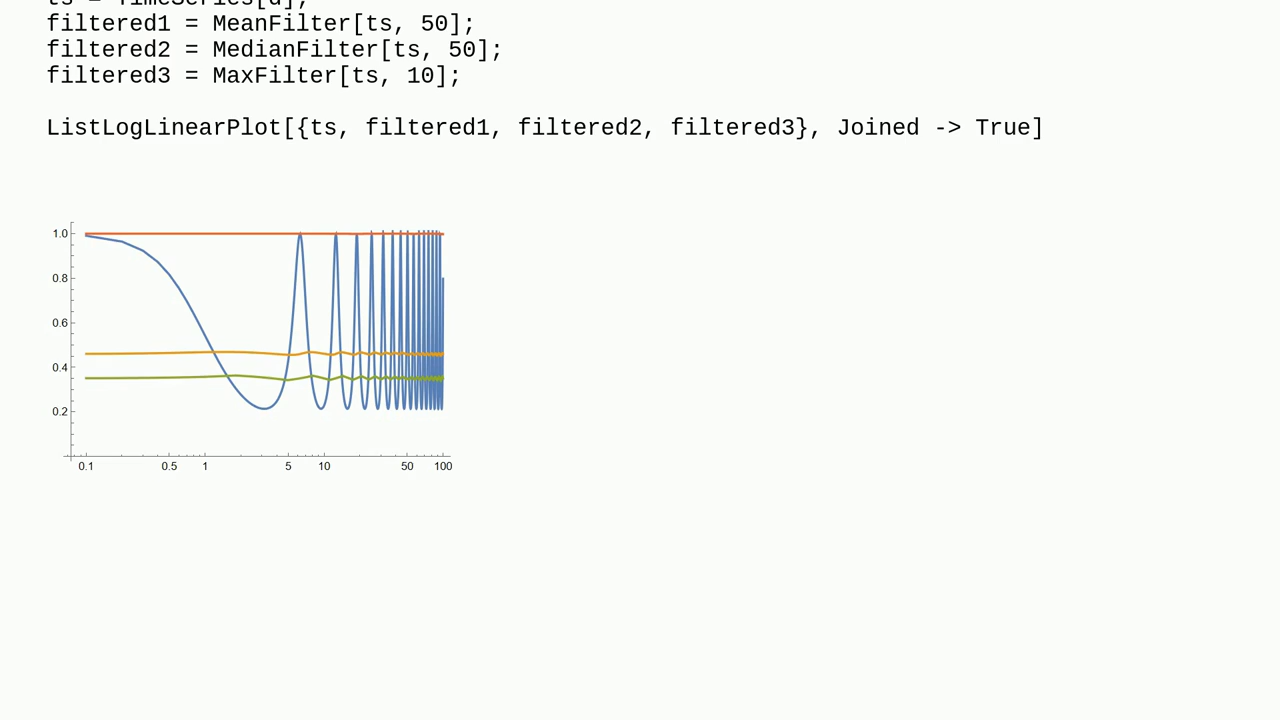 ts = TimeSeries[d];
filtered1 = MeanFilter[ts, 50];
filtered2 = MedianFilter[ts, 50];
filtered3 = MaxFilter[ts, 10];
ListLogLinearPlot[{ts, filtered1, filtered2, filtered3}, Joined -> True]
1.0
0.8
0.6
0.4
0.2
0.1 0.5 1 5 10 50 100